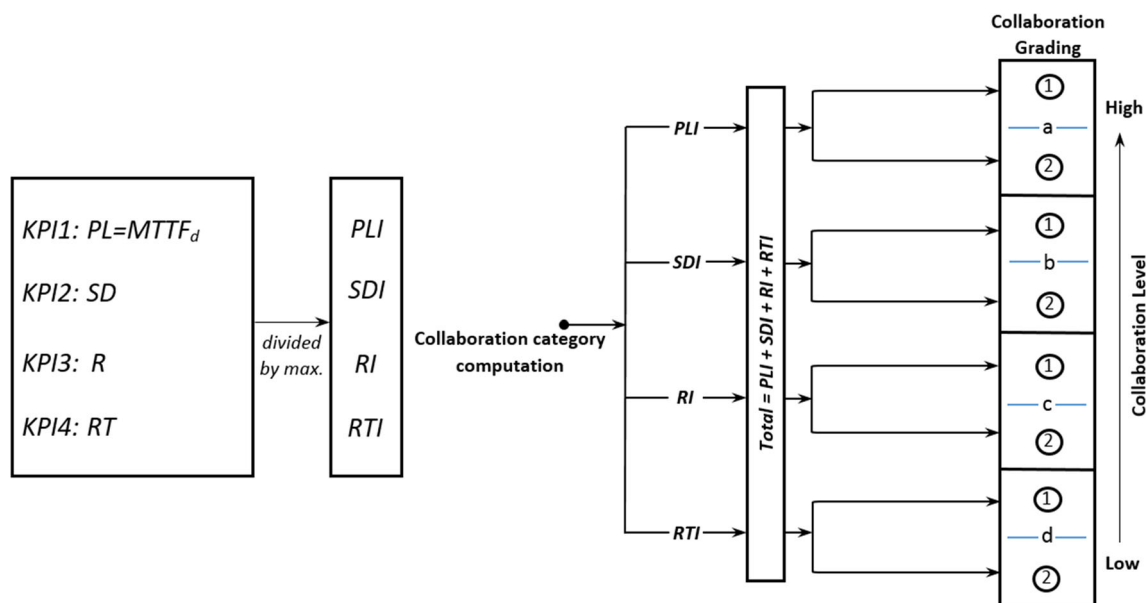 KPI1: PL=MTTFd
KPI2: SD
KPI3: R
KPI4: RT
divided
by max.
PLI
SDI
RI
RTI
Collaboration category
computation
PLI
SDI
RI
RTI
Total = PLI + SDI + RI + RTI
Collaboration
Grading
1
a
2
1
b
2
1
c
2
1
d
2
High
Collaboration Level
Low